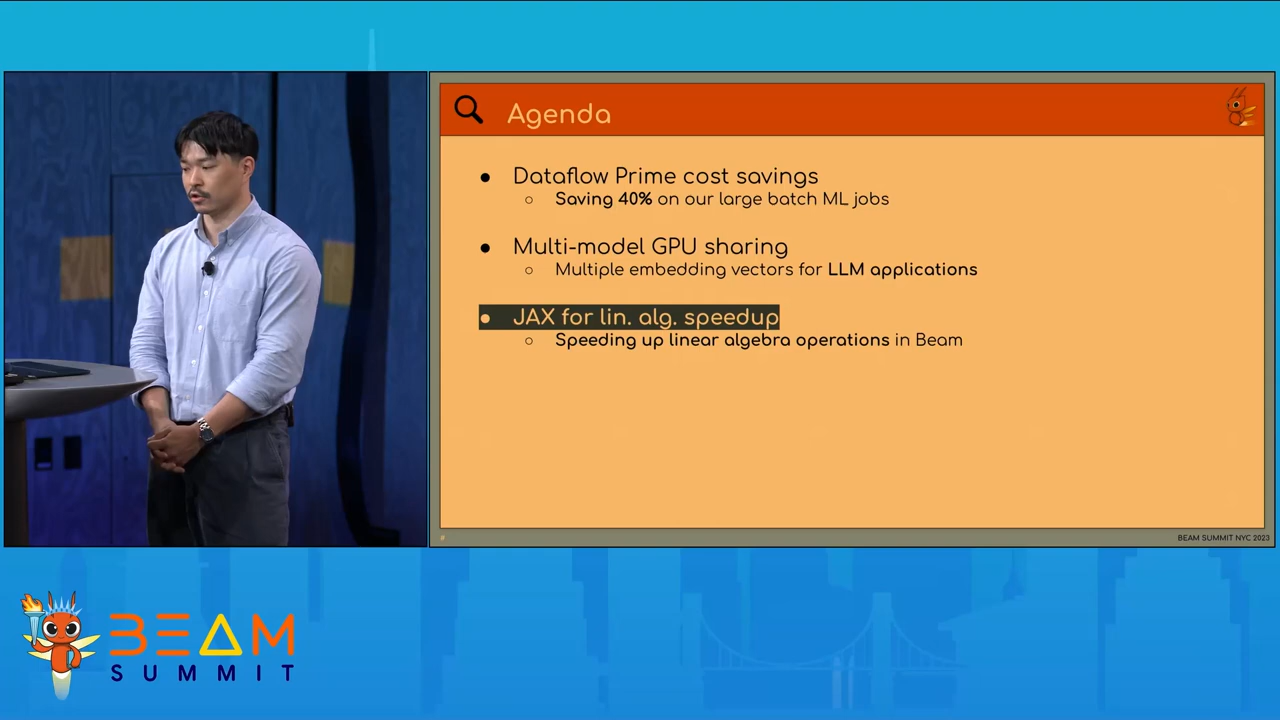 Agenda
● Dataflow Prime cost savings
○ Saving 40% on our large batch ML jobs
● Multi-model GPU sharing
○ Multiple embedding vectors for LLM applications
● JAX for lin. alg. speedup
○ Speeding up linear algebra operations in Beam
#
BEAM SUMMIT NYC 2023
BEAM
SUMMIT